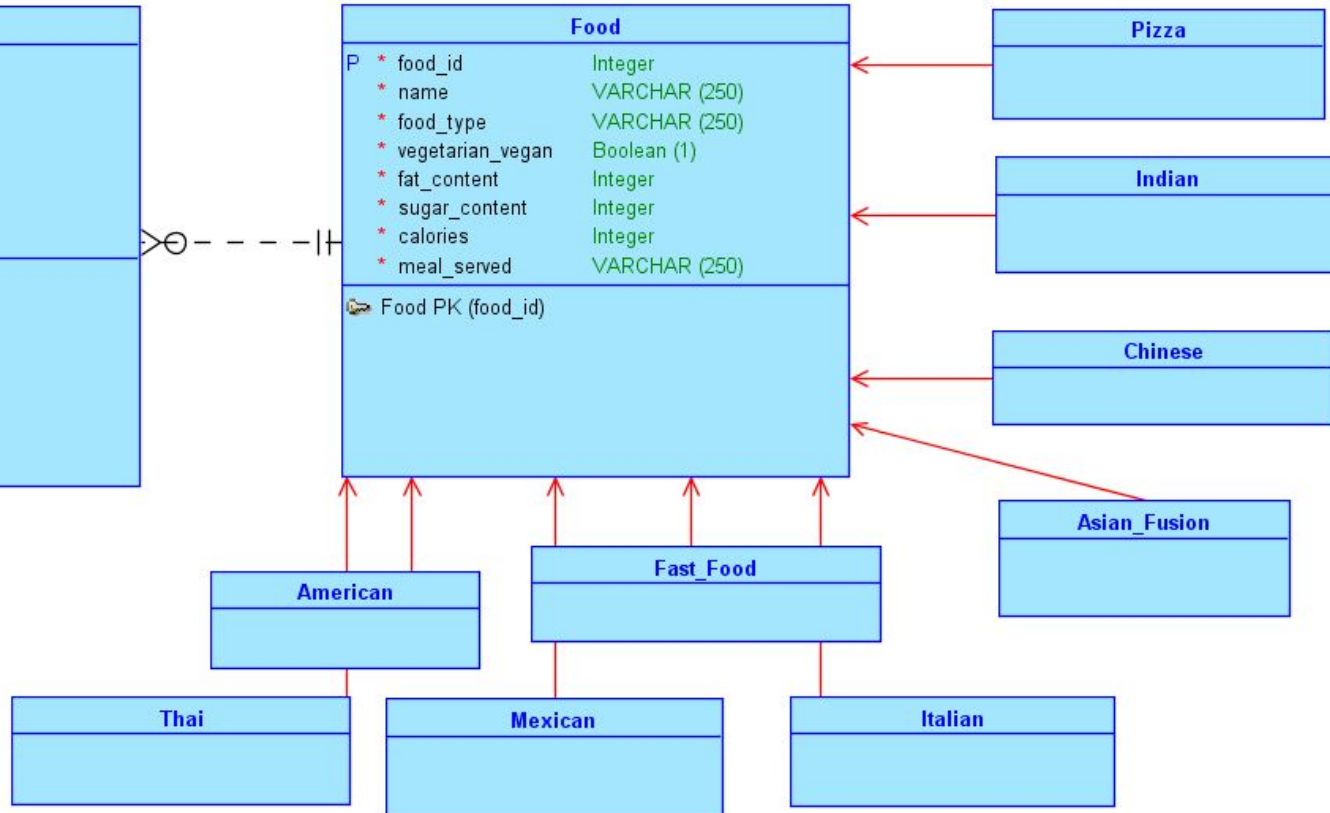 Food
P * food_id Integer
* name VARCHAR (250)
* food_type VARCHAR (250)
* vegetarian_vegan Boolean (1)
* fat_content Integer
* sugar_content Integer
* calories Integer
* meal_served VARCHAR (250)
Food PK (food_id)
Pizza
Indian
Chinese
Asian_Fusion
American
Fast_Food
Thai
Mexican
Italian